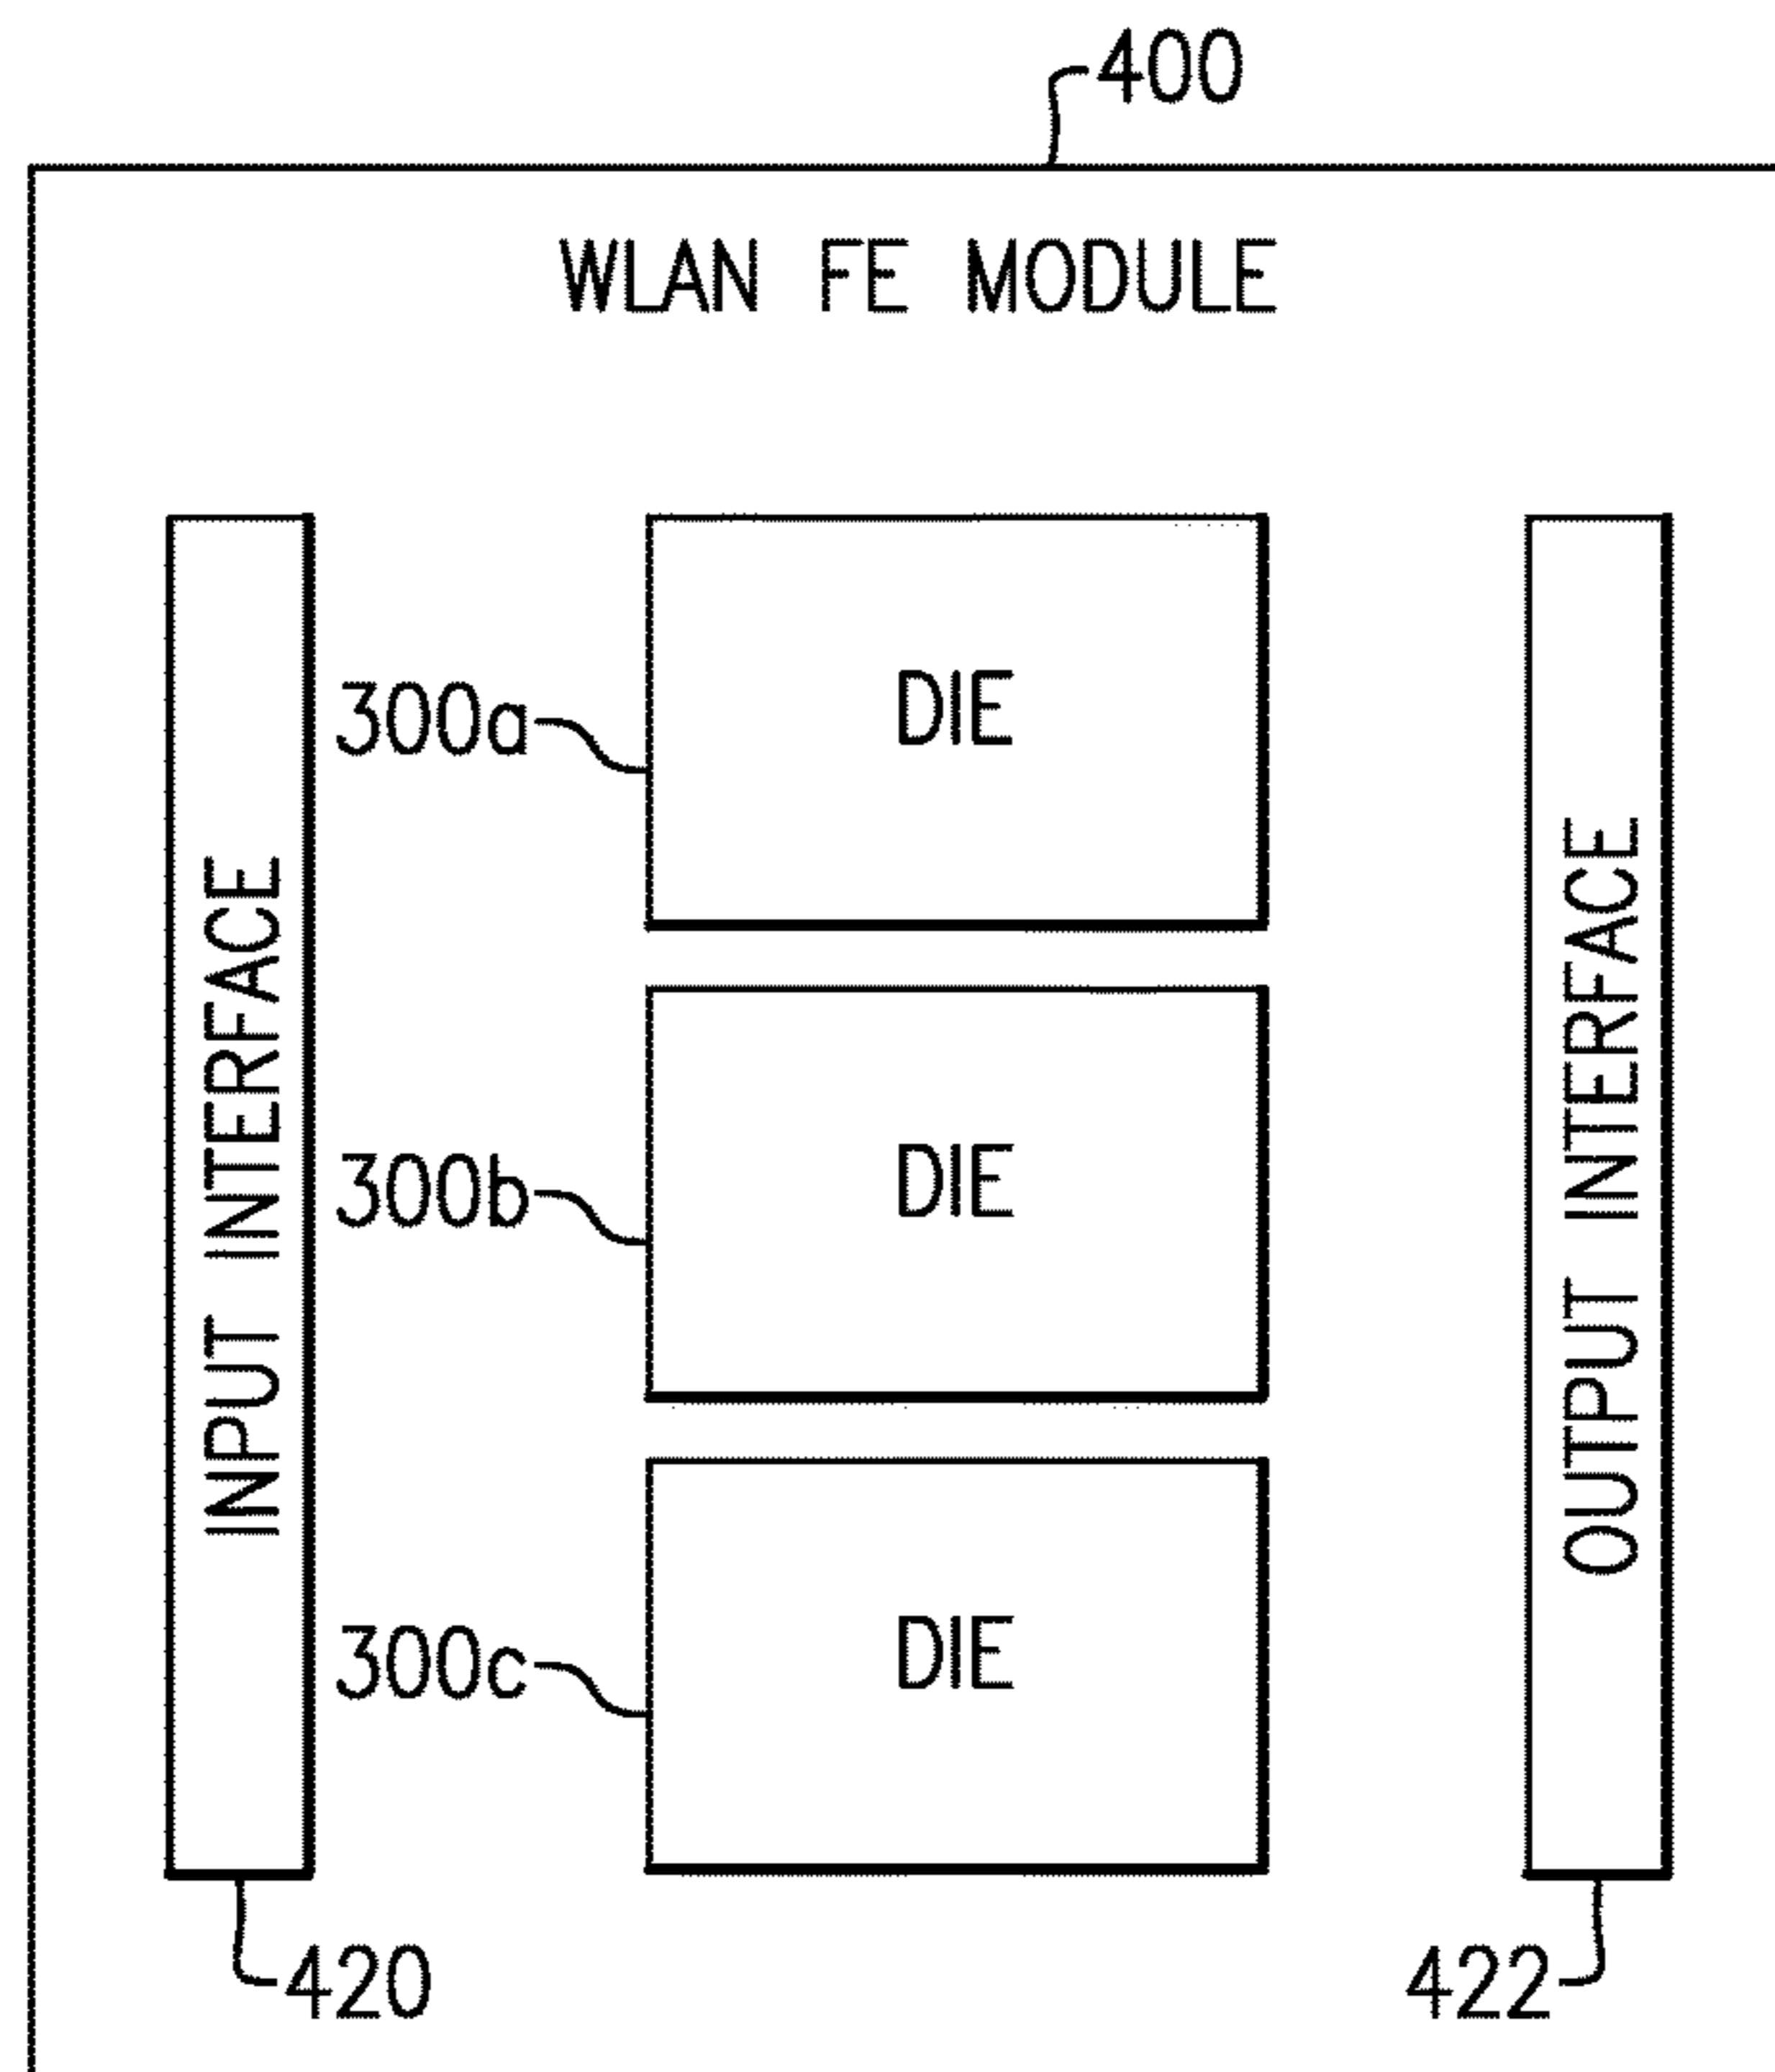 400
WLAN FE MODULE
300a
DIE
INPUT INTERFACE
OUTPUT INTERFACE
300b
DIE
300c
DIE
420
422